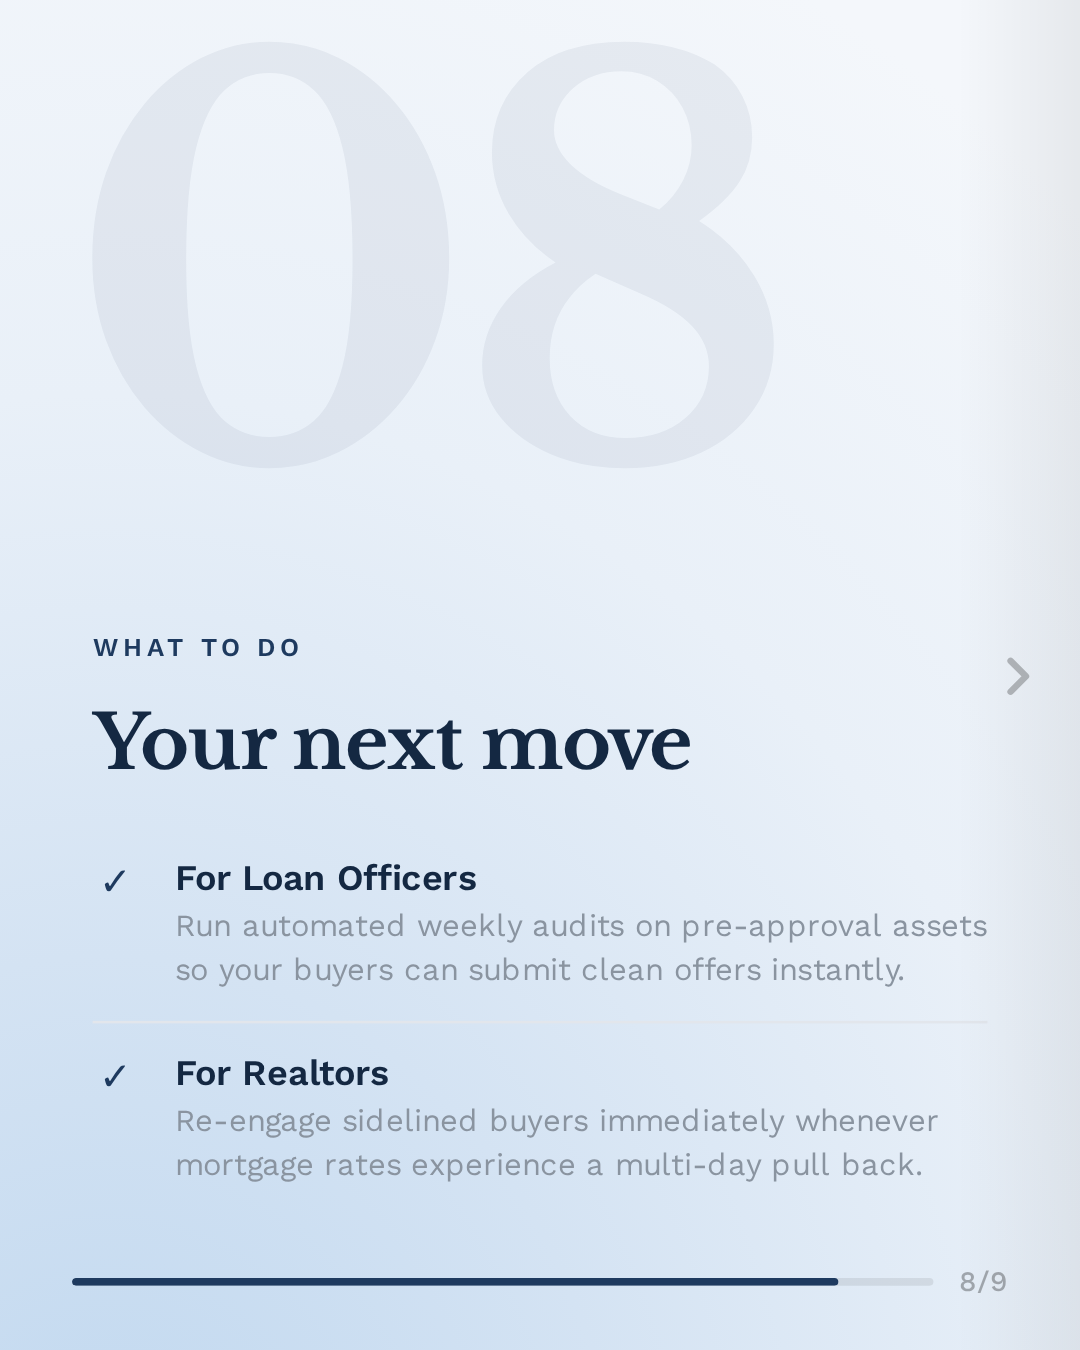 08
WHAT TO DO
Your next move
✓ For Loan Officers
Run automated weekly audits on pre-approval assets
so your buyers can submit clean offers instantly.
✓ For Realtors
Re-engage sidelined buyers immediately whenever
mortgage rates experience a multi-day pull back.
8/9